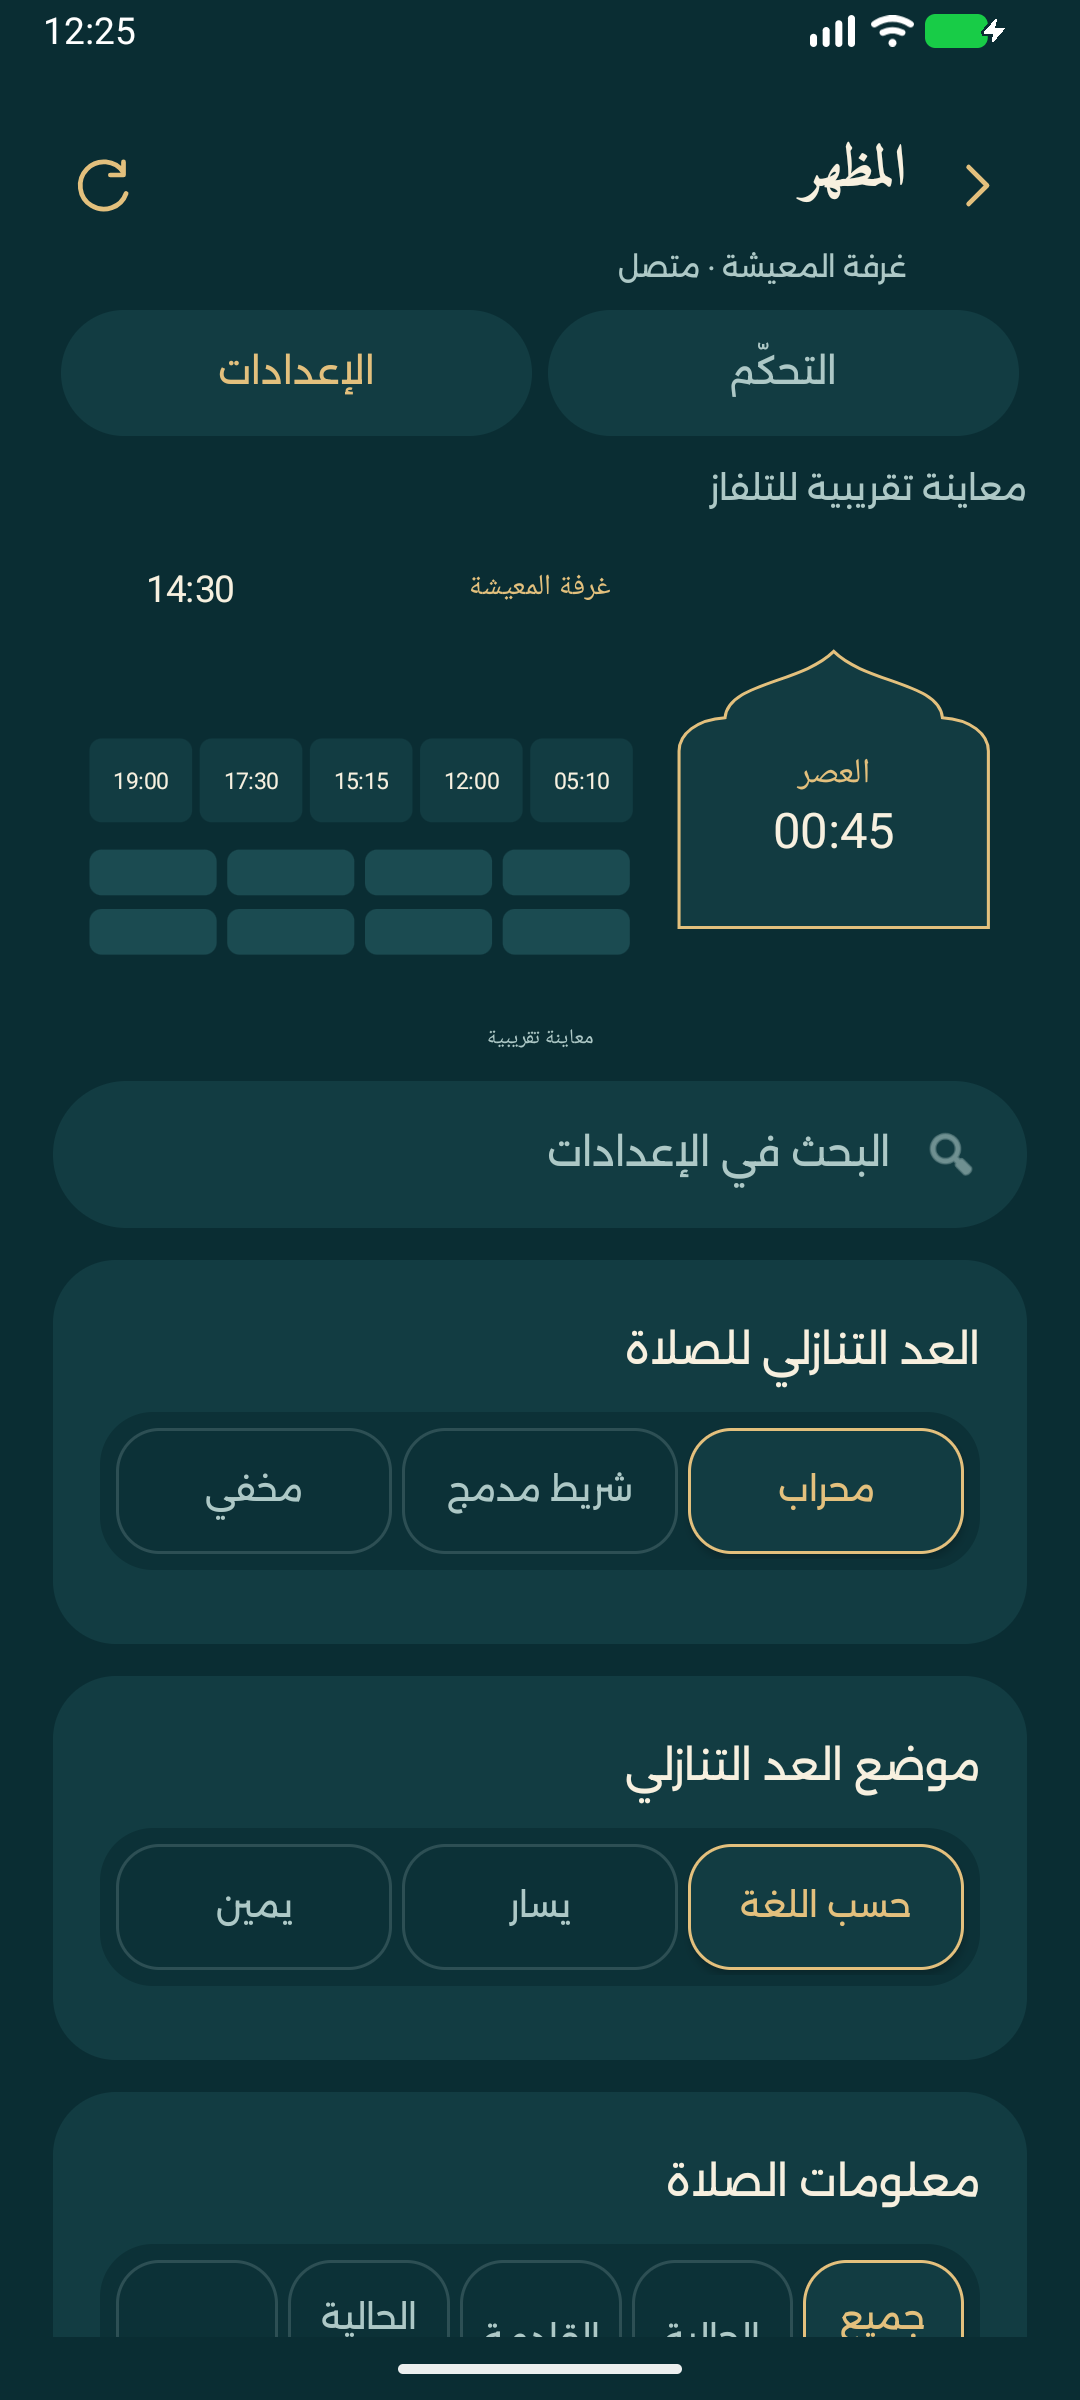 12:25
المظهر
غرفة المعيشة · متصل
التحكّم
الإعدادات
معاينة تقريبية للتلفاز
غرفة المعيشة
14:30
العصر
00:45
05:10
12:00
15:15
17:30
19:00
معاينة تقريبية
البحث في الإعدادات
العد التنازلي للصلاة
محراب
شريط مدمج
مخفي
موضع العد التنازلي
حسب اللغة
يسار
يمين
معلومات الصلاة
جميع
الحالية
القادمة
الحالية